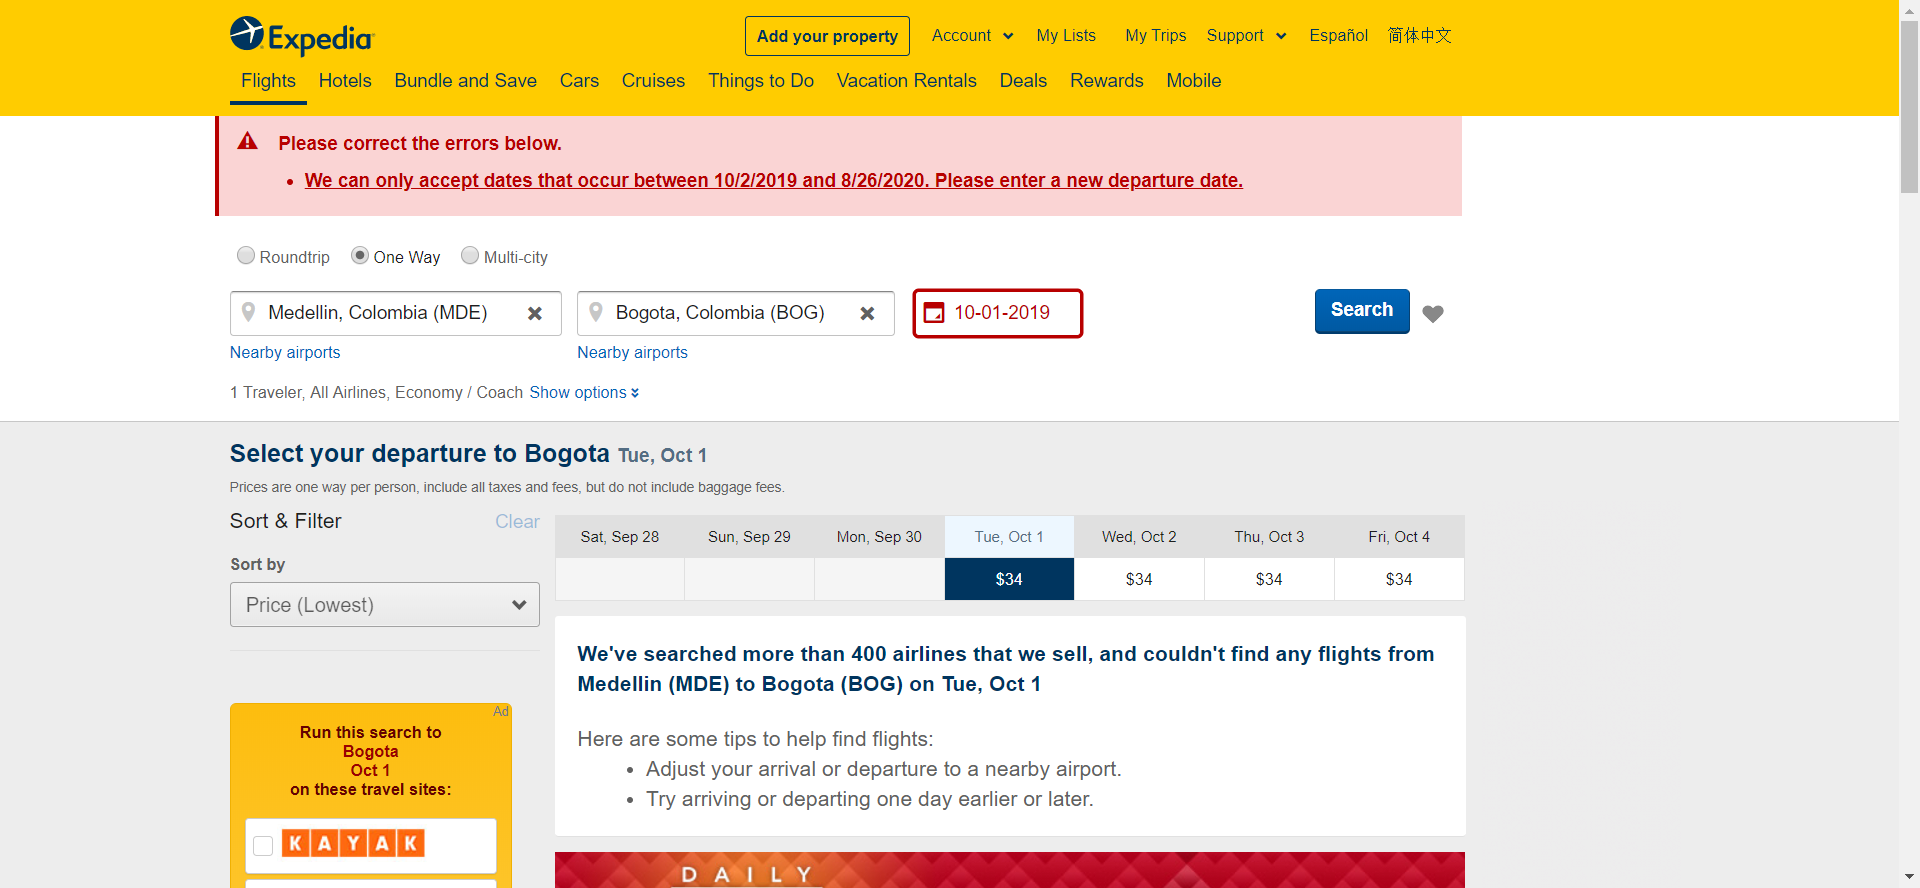 Expedia
Add your property
Account
My Lists
My Trips
Support
Español
简体中文
Flights
Hotels
Bundle and Save
Cars
Cruises
Things to Do
Vacation Rentals
Deals
Rewards
Mobile
Please correct the errors below.
We can only accept dates that occur between 10/2/2019 and 8/26/2020. Please enter a new departure date.
Roundtrip
One Way
Multi-city
Medellin, Colombia (MDE)
Bogota, Colombia (BOG)
10-01-2019
Search
Nearby airports
Nearby airports
1 Traveler, All Airlines, Economy / Coach Show options
Select your departure to Bogota Tue, Oct 1
Prices are one way per person, include all taxes and fees, but do not include baggage fees.
Sort & Filter
Clear
Sort by
Price (Lowest)
Sat, Sep 28
Sun, Sep 29
Mon, Sep 30
Tue, Oct 1
Wed, Oct 2
Thu, Oct 3
Fri, Oct 4
$34
$34
$34
$34
We've searched more than 400 airlines that we sell, and couldn't find any flights from
Medellin (MDE) to Bogota (BOG) on Tue, Oct 1
Here are some tips to help find flights:
Adjust your arrival or departure to a nearby airport.
Try arriving or departing one day earlier or later.
Ad
Run this search to
Bogota
Oct 1
on these travel sites:
KAYAK
DAILY